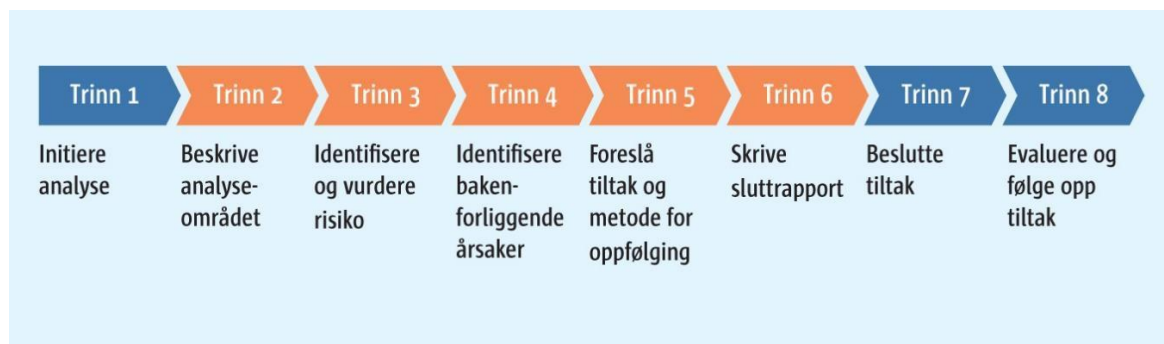 Trinn 1
Trinn 2
Trinn 3
Trinn 4
Trinn 5
Trinn 6
Trinn 7
Trinn 8
Initiere
analyse
Beskrive
analyse-
området
Identifisere
og vurdere
risiko
Identifisere
baken-
forliggende
årsaker
Foreslå
tiltak og
metode for
oppfølging
Skrive
sluttrapport
Beslutte
tiltak
Evaluere og
følge opp
tiltak